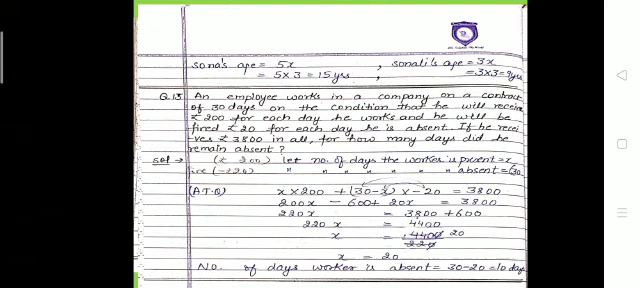 sona's age = 5x , sonali's age = 3x
= 5×3 = 15 yrs , = 3×3 = 9 yrs
Q.13. An employee works in a company on a contract
of 30 days on the condition that he will receive
₹ 200 for each day he works and he will be
fired ₹ 20 for each day he is absent. If he recei-
-ves ₹ 3800 in all, for how many days did he
remain absent?
Sol → (₹ 200) let no. of days the worker is present = x
(-₹20) " " " " " " absent = (30-
(A.T.Q) x × 200 + (30-x) × -20 = 3800
200x - 600 + 20x = 3800
220x = 3800 + 600
220x = 4400
x = 4400 20
220
x = 20
No. of days worker is absent = 30-20 = 10 days